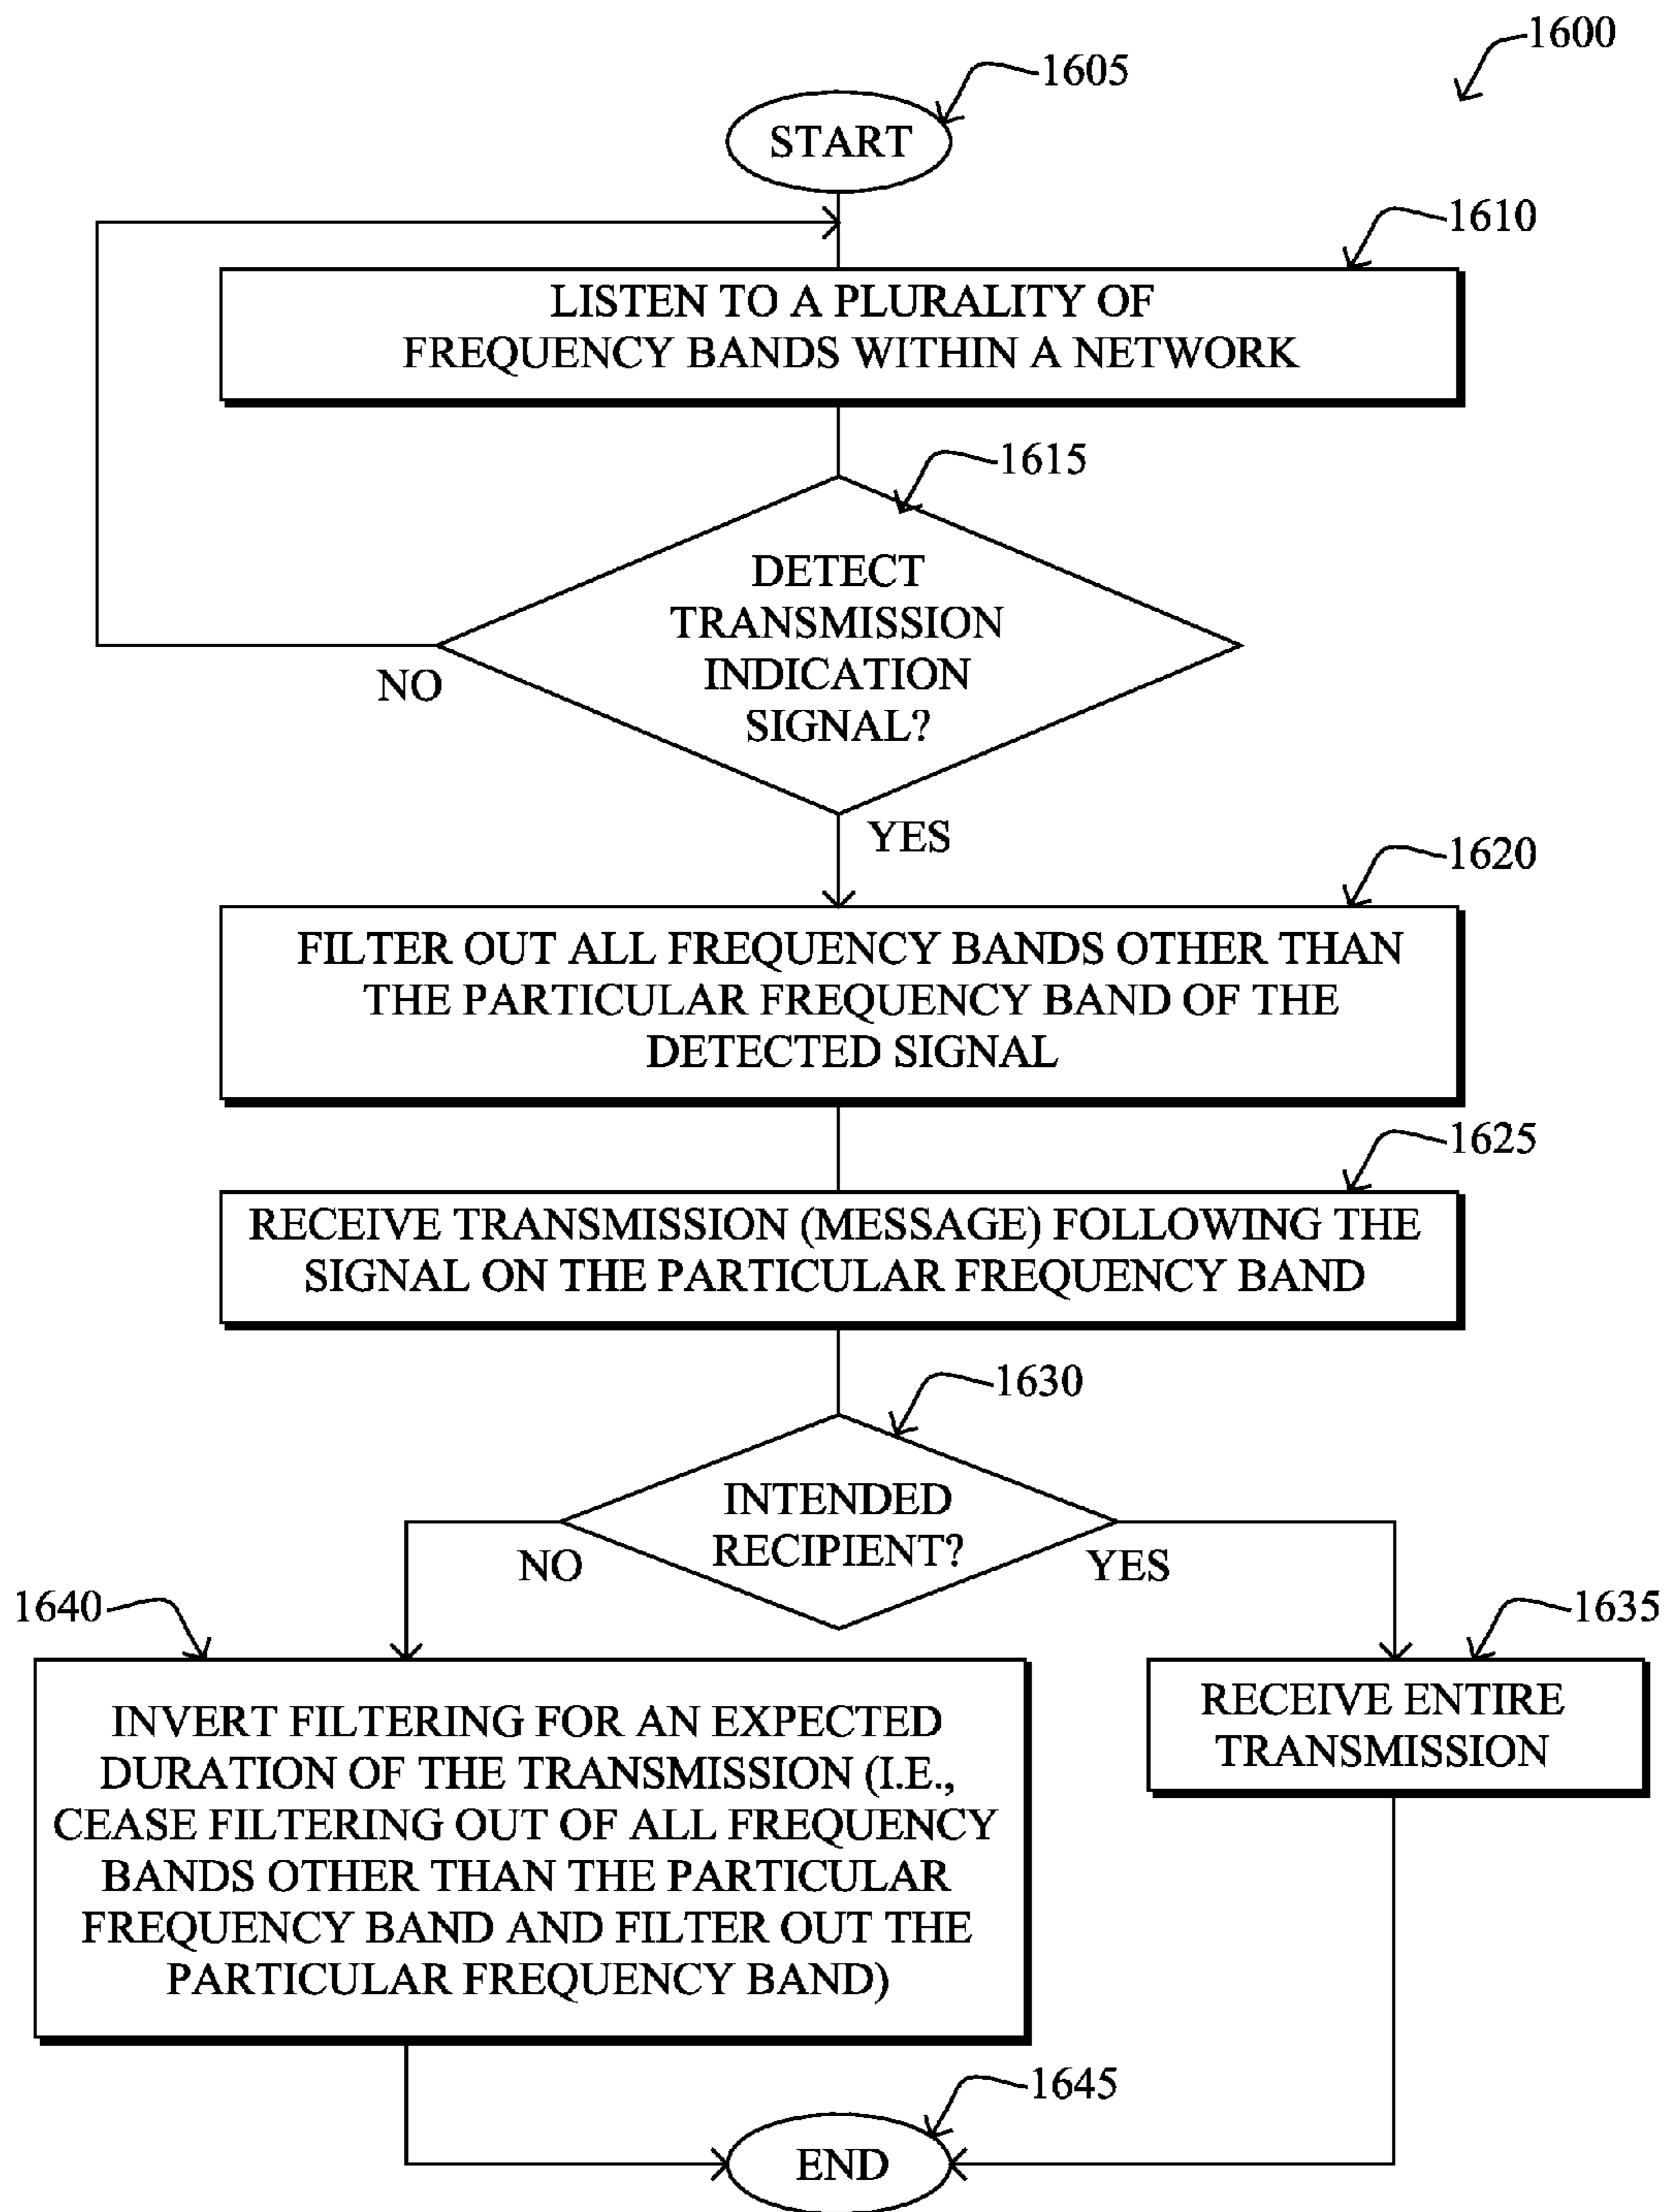 1600
1605
START
1610
LISTEN TO A PLURALITY OF
FREQUENCY BANDS WITHIN A NETWORK
1615
DETECT
TRANSMISSION
INDICATION
SIGNAL?
NO
YES
1620
FILTER OUT ALL FREQUENCY BANDS OTHER THAN
THE PARTICULAR FREQUENCY BAND OF THE
DETECTED SIGNAL
1625
RECEIVE TRANSMISSION (MESSAGE) FOLLOWING THE
SIGNAL ON THE PARTICULAR FREQUENCY BAND
1630
INTENDED
RECIPIENT?
NO
YES
1640
INVERT FILTERING FOR AN EXPECTED
DURATION OF THE TRANSMISSION (I.E.,
CEASE FILTERING OUT OF ALL FREQUENCY
BANDS OTHER THAN THE PARTICULAR
FREQUENCY BAND AND FILTER OUT THE
PARTICULAR FREQUENCY BAND)
1635
RECEIVE ENTIRE
TRANSMISSION
1645
END